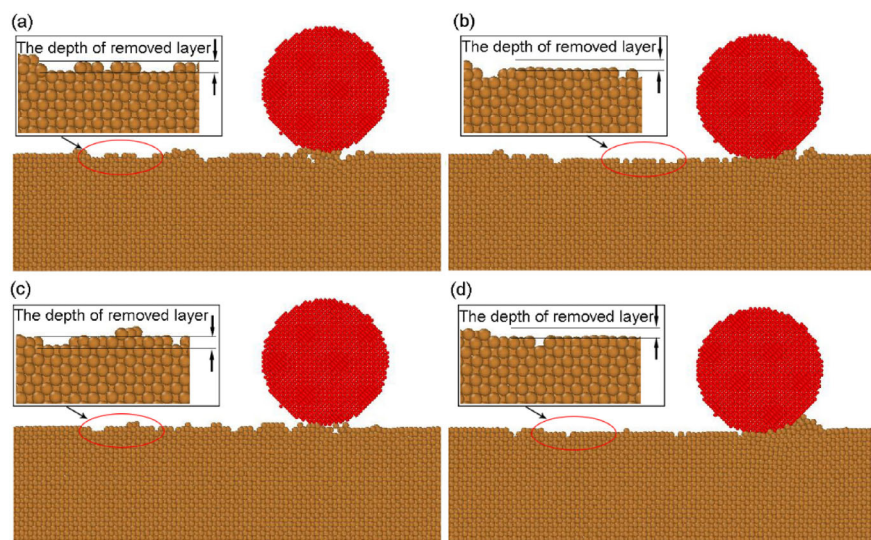 (a)
The depth of removed layer
(b)
The depth of removed layer
(c)
The depth of removed layer
(d)
The depth of removed layer